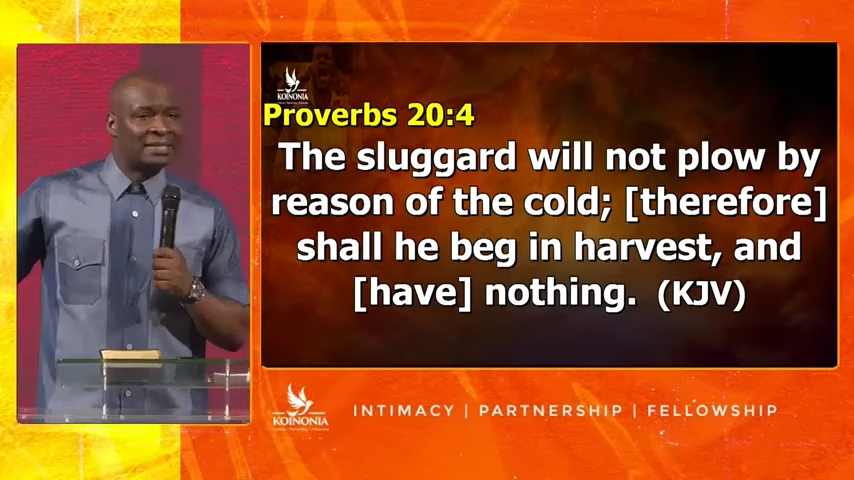 KOINONIA
Proverbs 20:4
The sluggard will not plow by
reason of the cold; [therefore]
shall he beg in harvest, and
[have] nothing. (KJV)
KOINONIA
INTIMACY | PARTNERSHIP | FELLOWSHIP